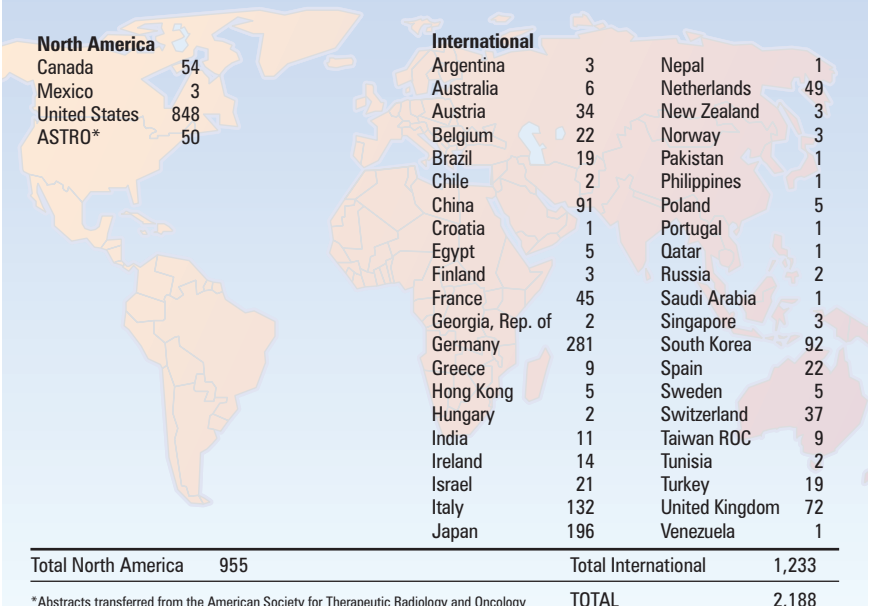 North America
Canada 54
Mexico 3
United States 848
ASTRO* 50
International
Argentina 3
Australia 6
Austria 34
Belgium 22
Brazil 19
Chile 2
China 91
Croatia 1
Egypt 5
Finland 3
France 45
Georgia, Rep. of 2
Germany 281
Greece 9
Hong Kong 5
Hungary 2
India 11
Ireland 14
Israel 21
Italy 132
Japan 196
Nepal 1
Netherlands 49
New Zealand 3
Norway 3
Pakistan 1
Philippines 1
Poland 5
Portugal 1
Qatar 1
Russia 2
Saudi Arabia 1
Singapore 3
South Korea 92
Spain 22
Sweden 5
Switzerland 37
Taiwan ROC 9
Tunisia 2
Turkey 19
United Kingdom 72
Venezuela 1
Total North America 955
Total International 1,233
*Abstracts transferred from the American Society for Therapeutic Radiology and Oncology
TOTAL 2,188